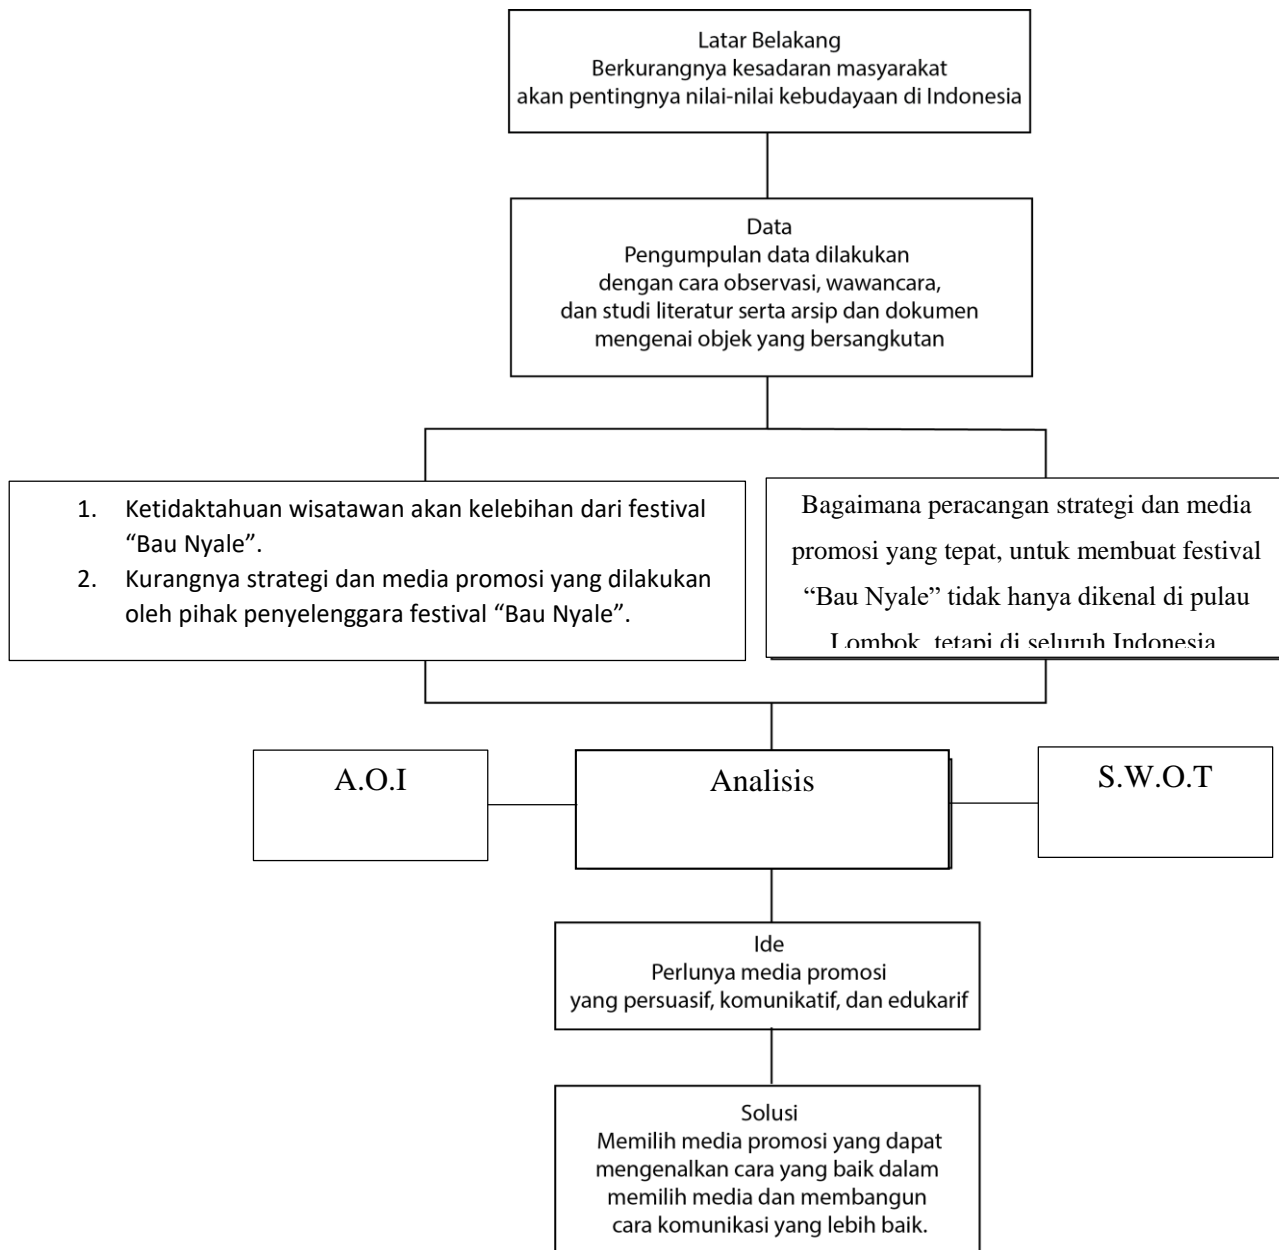 Latar Belakang
Berkurangnya kesadaran masyarakat
akan pentingnya nilai-nilai kebudayaan di Indonesia
Data
Pengumpulan data dilakukan
dengan cara observasi, wawancara,
dan studi literatur serta arsip dan dokumen
mengenai objek yang bersangkutan
1. Ketidaktahuan wisatawan akan kelebihan dari festival
“Bau Nyale”.
2. Kurangnya strategi dan media promosi yang dilakukan
oleh pihak penyelenggara festival “Bau Nyale”.
Bagaimana peracangan strategi dan media
promosi yang tepat, untuk membuat festival
“Bau Nyale” tidak hanya dikenal di pulau
Lombok, tetapi di seluruh Indonesia
A.O.I
Analisis
S.W.O.T
Ide
Perlunya media promosi
yang persuasif, komunikatif, dan edukarif
Solusi
Memilih media promosi yang dapat
mengenalkan cara yang baik dalam
memilih media dan membangun
cara komunikasi yang lebih baik.